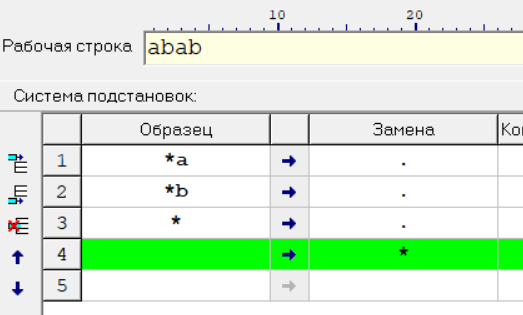 10 20
Рабочая строка abab
Система подстановок:
Образец Замена Ко
1 *a → .
2 *b → .
3 * → .
4 → *
5 →